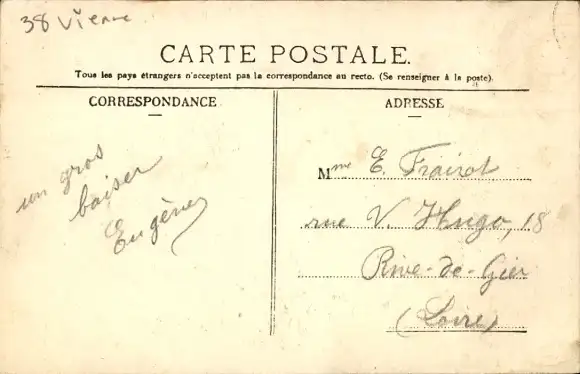 38 Vienne
CARTE POSTALE.
Tous les pays étrangers n'acceptent pas la correspondance au recto. (Se renseigner à la poste).
CORRESPONDANCE
ADRESSE
un gros
baiser
Eugène
Mme E. Frairot
rue V. Hugo, 18
Rive-de-Gier
(Loire)